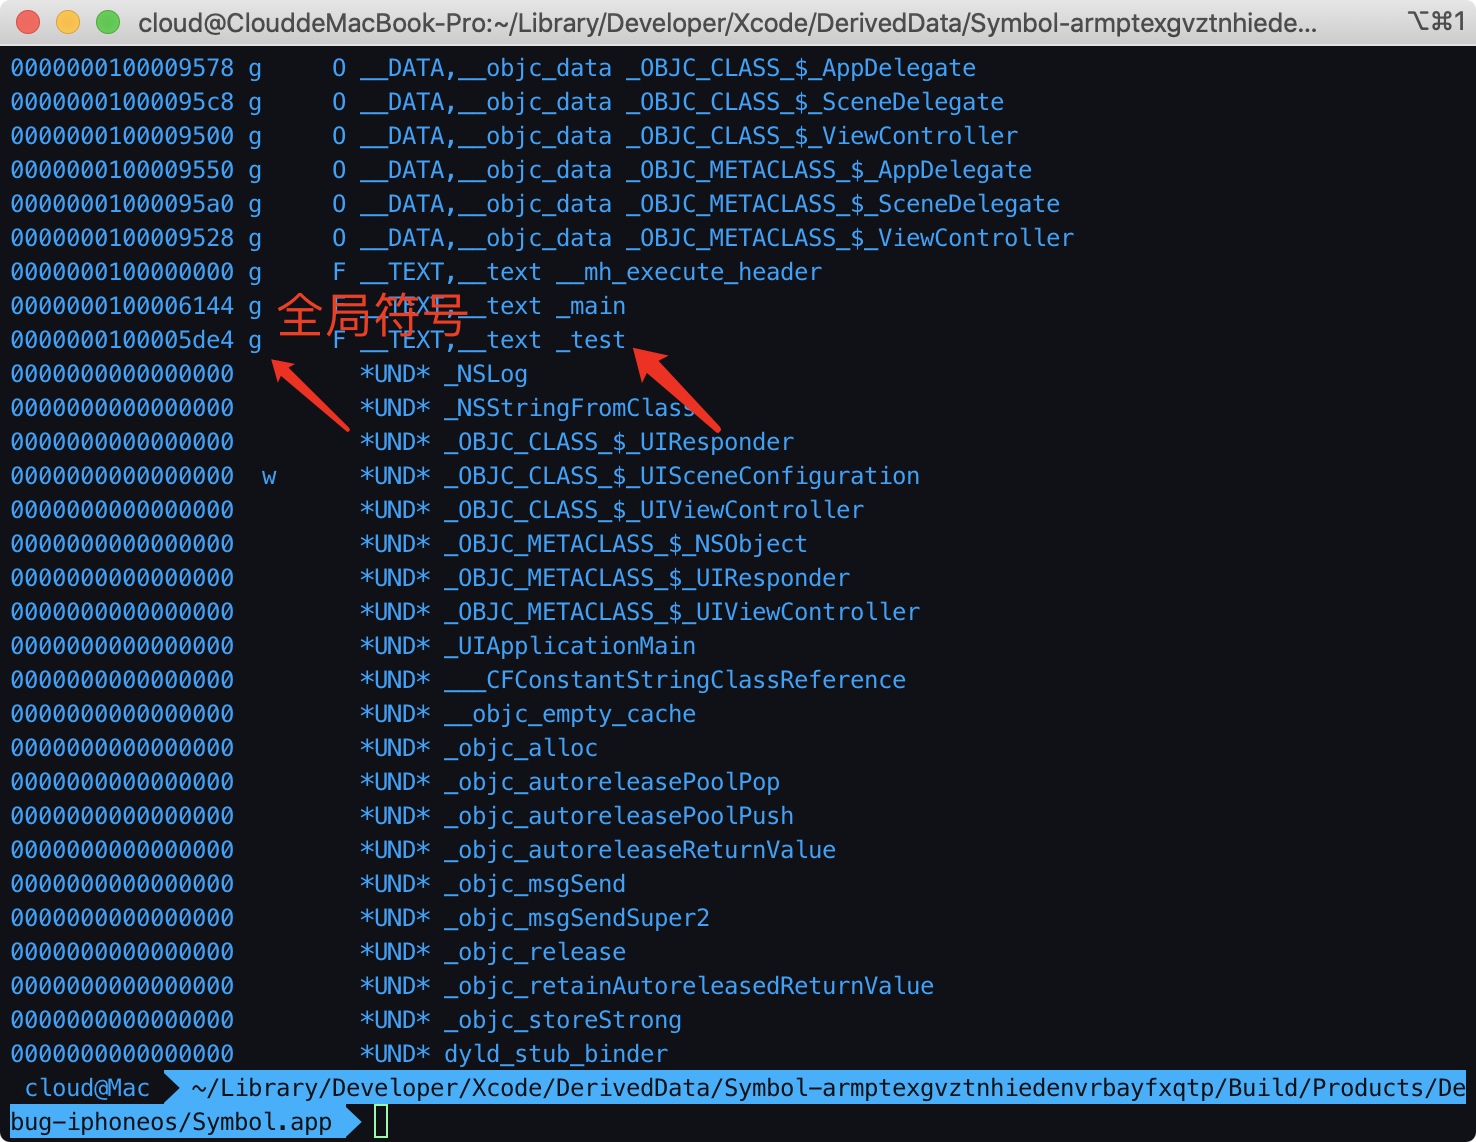 cloud@ClouddeMacBook-Pro:~/Library/Developer/Xcode/DerivedData/Symbol-armptexgvztnhiede... ⌥⌘1
0000000100009578 g     O __DATA,__objc_data _OBJC_CLASS_$_AppDelegate
00000001000095c8 g     O __DATA,__objc_data _OBJC_CLASS_$_SceneDelegate
0000000100009500 g     O __DATA,__objc_data _OBJC_CLASS_$_ViewController
0000000100009550 g     O __DATA,__objc_data _OBJC_METACLASS_$_AppDelegate
00000001000095a0 g     O __DATA,__objc_data _OBJC_METACLASS_$_SceneDelegate
0000000100009528 g     O __DATA,__objc_data _OBJC_METACLASS_$_ViewController
0000000100000000 g     F __TEXT,__text __mh_execute_header
0000000100006144 g     F __TEXT,__text _main
全局符号
0000000100005de4 g     F __TEXT,__text _test
0000000000000000         *UND* _NSLog
0000000000000000         *UND* _NSStringFromClass
0000000000000000         *UND* _OBJC_CLASS_$_UIResponder
0000000000000000  w      *UND* _OBJC_CLASS_$_UISceneConfiguration
0000000000000000         *UND* _OBJC_CLASS_$_UIViewController
0000000000000000         *UND* _OBJC_METACLASS_$_NSObject
0000000000000000         *UND* _OBJC_METACLASS_$_UIResponder
0000000000000000         *UND* _OBJC_METACLASS_$_UIViewController
0000000000000000         *UND* _UIApplicationMain
0000000000000000         *UND* ___CFConstantStringClassReference
0000000000000000         *UND* __objc_empty_cache
0000000000000000         *UND* _objc_alloc
0000000000000000         *UND* _objc_autoreleasePoolPop
0000000000000000         *UND* _objc_autoreleasePoolPush
0000000000000000         *UND* _objc_autoreleaseReturnValue
0000000000000000         *UND* _objc_msgSend
0000000000000000         *UND* _objc_msgSendSuper2
0000000000000000         *UND* _objc_release
0000000000000000         *UND* _objc_retainAutoreleasedReturnValue
0000000000000000         *UND* _objc_storeStrong
0000000000000000         *UND* dyld_stub_binder
cloud@Mac ~/Library/Developer/Xcode/DerivedData/Symbol-armptexgvztnhiedenvrbayfxqtp/Build/Products/De
bug-iphoneos/Symbol.app